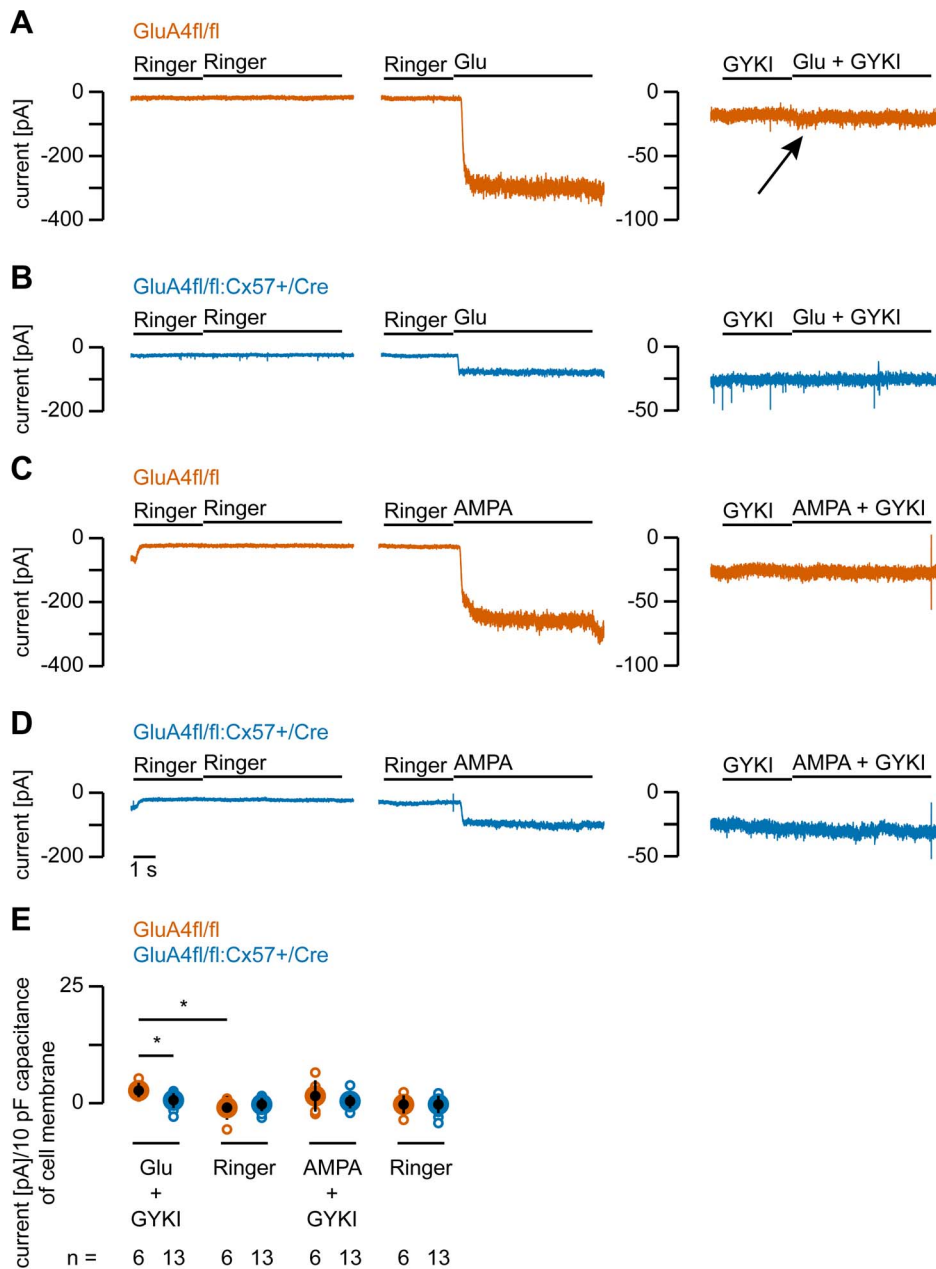 A
GluA4fl/fl
Ringer Ringer Ringer Glu GYKI Glu + GYKI
current [pA]
0
-200
-400
0
-50
-100
B
GluA4fl/fl:Cx57+/Cre
Ringer Ringer Ringer Glu GYKI Glu + GYKI
current [pA]
0
-200
0
-50
C
GluA4fl/fl
Ringer Ringer Ringer AMPA GYKI AMPA + GYKI
current [pA]
0
-200
-400
0
-50
-100
D
GluA4fl/fl:Cx57+/Cre
Ringer Ringer Ringer AMPA GYKI AMPA + GYKI
current [pA]
0
-200
0
-50
1 s
E
GluA4fl/fl
GluA4fl/fl:Cx57+/Cre
current [pA]/10 pF capacitance
of cell membrane
25
0
*
*
Glu
+
GYKI
Ringer
AMPA
+
GYKI
Ringer
n = 6 13 6 13 6 13 6 13